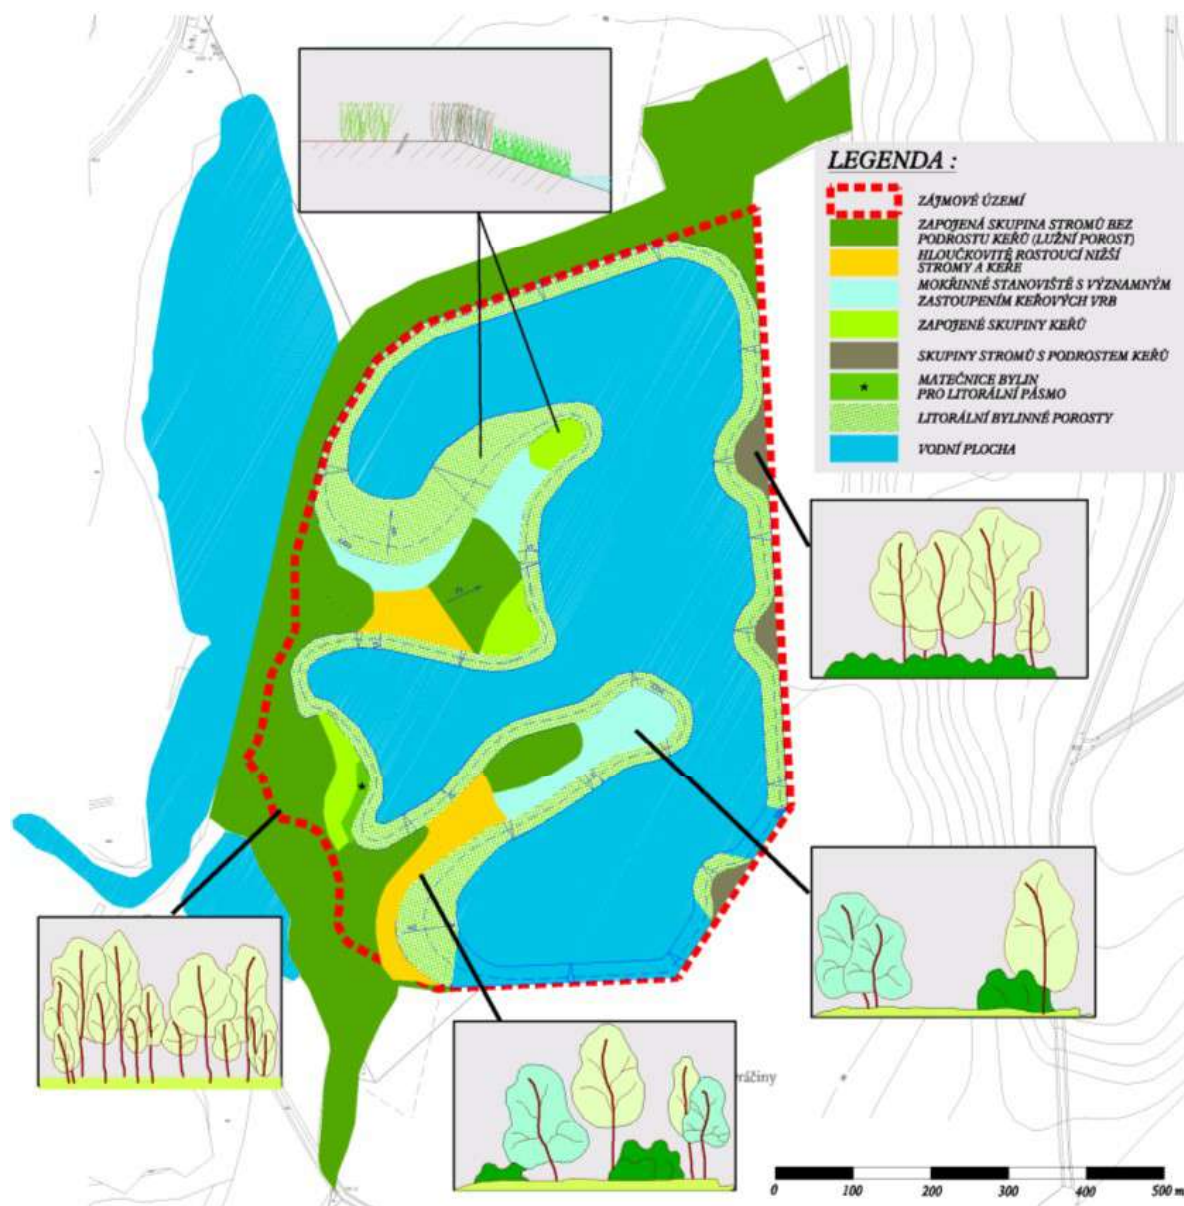 LEGENDA :
ZÁJMOVÉ ÚZEMÍ
ZAPOJENÁ SKUPINA STROMŮ BEZ
PODROSTU KEŘŮ (LUŽNÍ POROST)
HLOUČKOVITĚ ROSTOUCÍ NIŽŠÍ
STROMY A KEŘE
MOKŘINNÉ STANOVIŠTĚ S VÝZNAMNÝM
ZASTOUPENÍM KEŘOVÝCH VRB
ZAPOJENÉ SKUPINY KEŘŮ
SKUPINY STROMŮ S PODROSTEM KEŘŮ
MATEČNICE BYLIN
PRO LITORÁLNÍ PÁSMO
LITORÁLNÍ BYLINNÉ POROSTY
VODNÍ PLOCHA
ráčiny
0 100 200 300 400 500 m